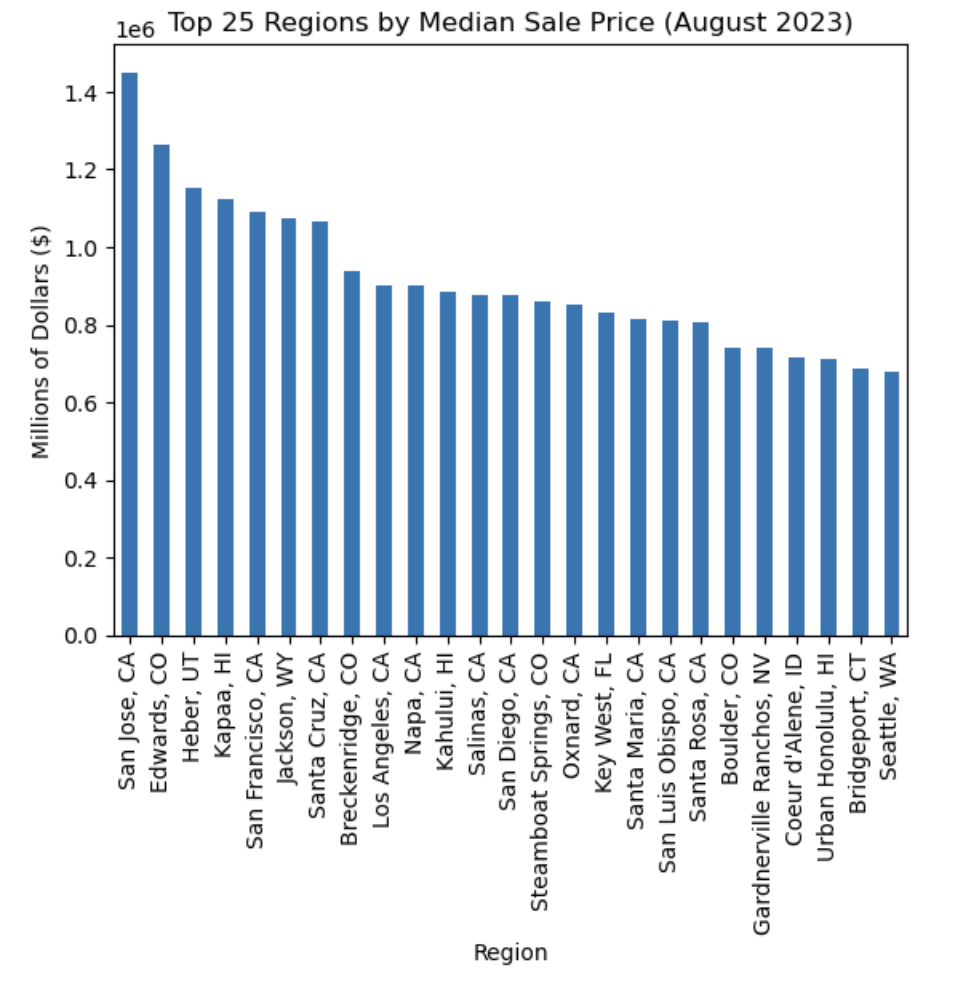 1e6 Top 25 Regions by Median Sale Price (August 2023)
Millions of Dollars ($)
1.4
1.2
1.0
0.8
0.6
0.4
0.2
0.0
San Jose, CA
Edwards, CO
Heber, UT
Kapaa, HI
San Francisco, CA
Jackson, WY
Santa Cruz, CA
Breckenridge, CO
Los Angeles, CA
Napa, CA
Kahului, HI
Salinas, CA
San Diego, CA
Steamboat Springs, CO
Oxnard, CA
Key West, FL
Santa Maria, CA
San Luis Obispo, CA
Santa Rosa, CA
Boulder, CO
Gardnerville Ranchos, NV
Coeur d'Alene, ID
Urban Honolulu, HI
Bridgeport, CT
Seattle, WA
Region